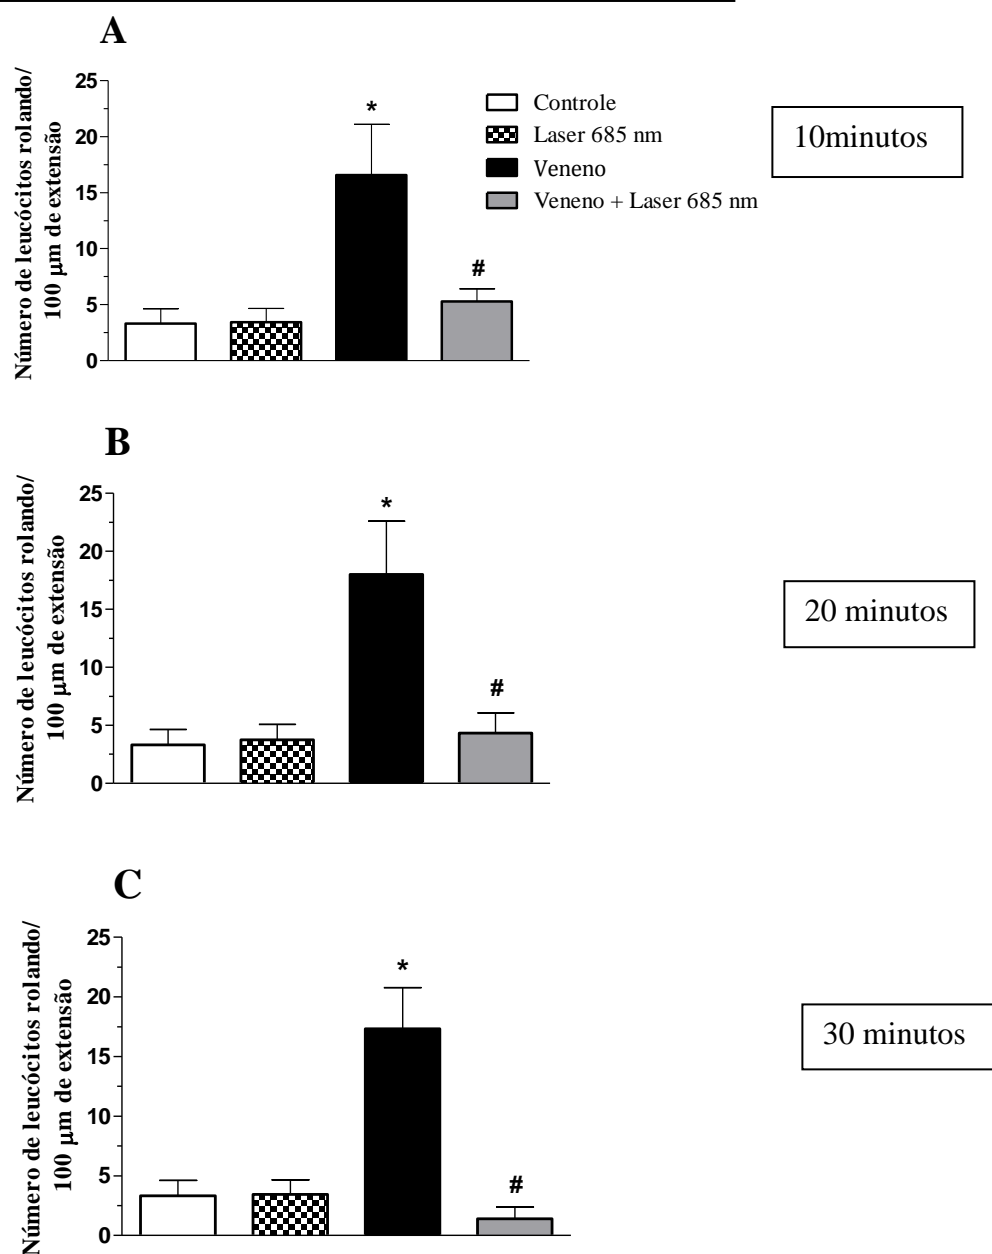 A
Número de leucócitos rolando/
100 µm de extensão
25
20
15
10
5
0
*
#
Controle
Laser 685 nm
Veneno
Veneno + Laser 685 nm
10minutos
B
Número de leucócitos rolando/
100 µm de extensão
25
20
15
10
5
0
*
#
20 minutos
C
Número de leucócitos rolando/
100 µm de extensão
25
20
15
10
5
0
*
#
30 minutos